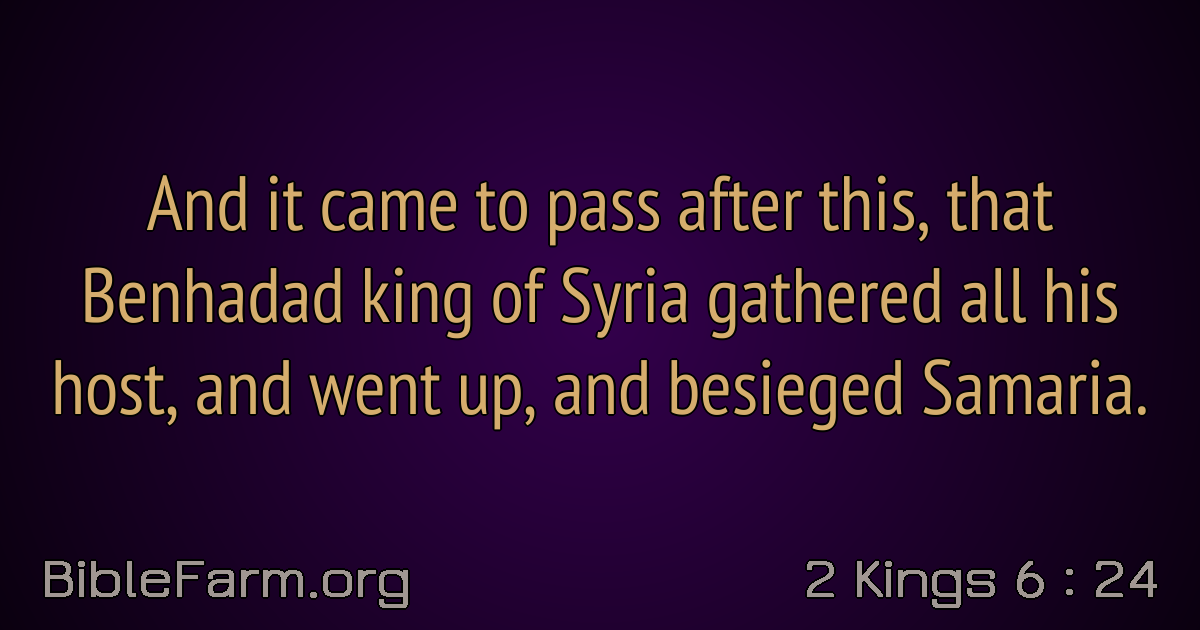 And it came to pass after this, that
Benhadad king of Syria gathered all his
host, and went up, and besieged Samaria.
BibleFarm.org
2 Kings 6 : 24